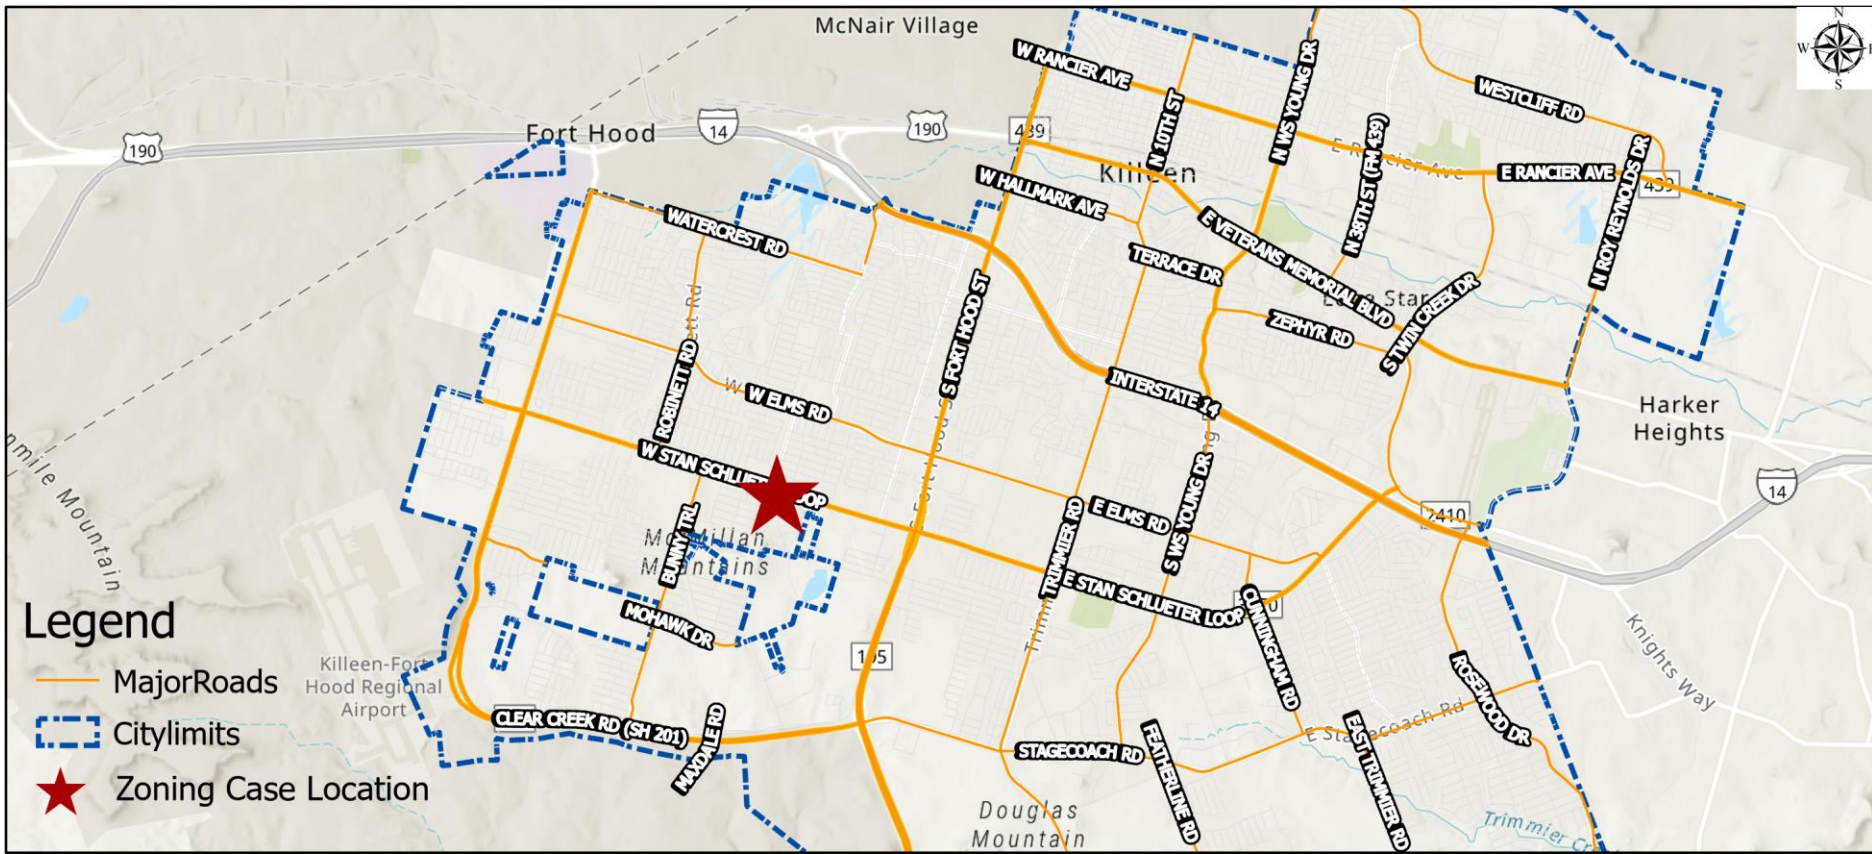 McNair Village
N
W
E
S
W RANCIER AVE
N WS YOUNG DR
WESTCLIFF RD
N 10TH ST
190
Fort Hood
14
190
439
N 38TH ST (FM 439)
E Rancier Ave
E RANCIER AVE
439
N ROY REYNOLDS DR
Killeen
W HALLMARK AVE
WATERCREST RD
E VETERANS MEMORIAL BLVD
TERRACE DR
S FORT HOOD ST
ZEPHYR RD
S TWIN CREEK DR
ROBINETT RD
W ELMS RD
INTERSTATE 14
Harker
Heights
W STAN SCHLUETER LOOP
S WS YOUNG DR
14
2410
E ELMS RD
TRIMMIER RD
BUNNY TRL
McMillan
Mountains
E STAN SCHLUETER LOOP
CUNNINGHAM RD
MOHAWK DR
Knights Way
195
Legend
MajorRoads
Citylimits
Zoning Case Location
Killeen-Fort
Hood Regional
Airport
CLEAR CREEK RD (SH 201)
MAXDALE RD
STAGECOACH RD
FEATHERLINE RD
E Stagecoach Rd
EAST TRIMMIER RD
ROSEWOOD DR
Douglas
Mountain